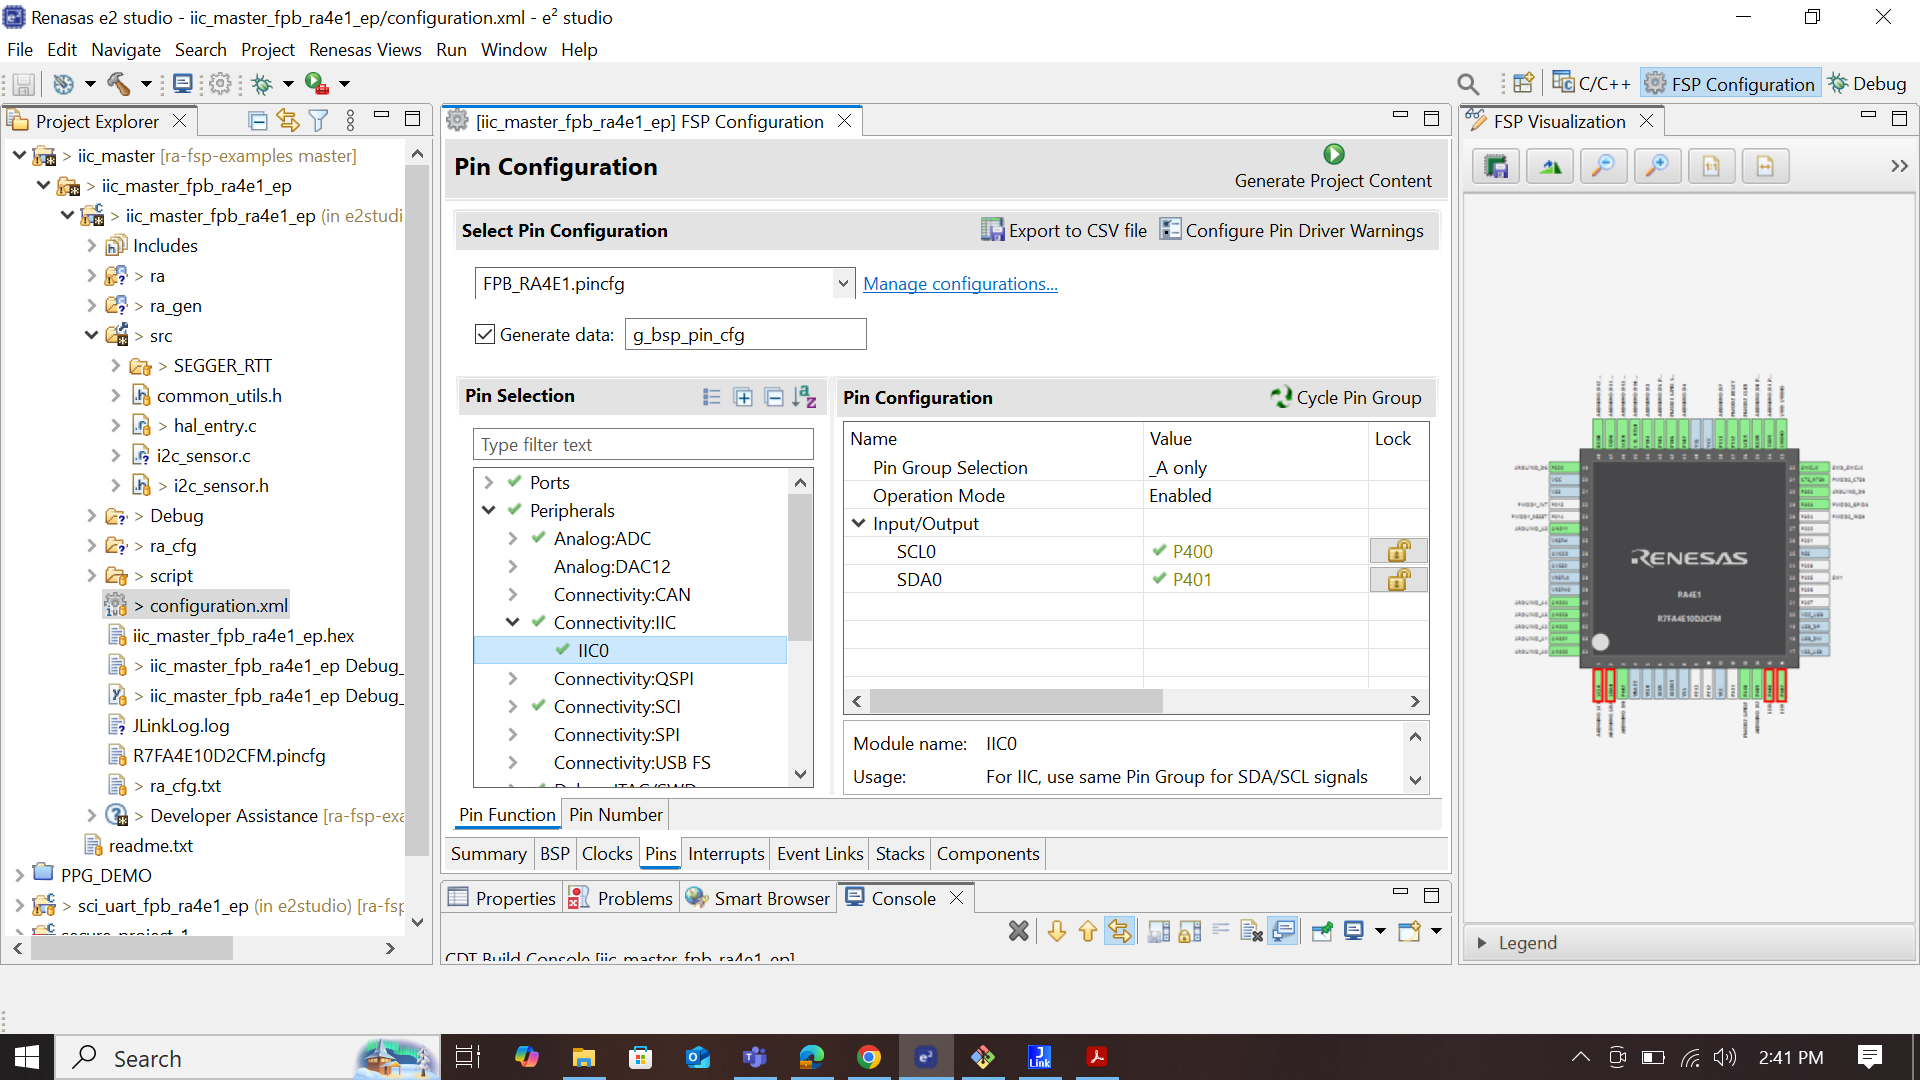 Renasas e2 studio - iic_master_fpb_ra4e1_ep/configuration.xml - e² studio
File Edit Navigate Search Project Renesas Views Run Window Help
C/C++ FSP Configuration Debug
Project Explorer
> iic_master [ra-fsp-examples master]
> iic_master_fpb_ra4e1_ep
> iic_master_fpb_ra4e1_ep (in e2studi
Includes
> ra
> ra_gen
> src
> SEGGER_RTT
common_utils.h
> hal_entry.c
> i2c_sensor.c
> i2c_sensor.h
> Debug
> ra_cfg
> script
> configuration.xml
iic_master_fpb_ra4e1_ep.hex
> iic_master_fpb_ra4e1_ep Debug_
> iic_master_fpb_ra4e1_ep Debug_
JLinkLog.log
R7FA4E10D2CFM.pincfg
> ra_cfg.txt
> Developer Assistance [ra-fsp-exa
readme.txt
PPG_DEMO
> sci_uart_fpb_ra4e1_ep (in e2studio) [ra-fsp
secure_project_1
[iic_master_fpb_ra4e1_ep] FSP Configuration
Pin Configuration
Generate Project Content
Select Pin Configuration
Export to CSV file Configure Pin Driver Warnings
FPB_RA4E1.pincfg Manage configurations...
Generate data: g_bsp_pin_cfg
Pin Selection
Type filter text
Ports
Peripherals
Analog:ADC
Analog:DAC12
Connectivity:CAN
Connectivity:IIC
IIC0
Connectivity:QSPI
Connectivity:SCI
Connectivity:SPI
Connectivity:USB FS
Debug:JTAG/SWD
Pin Configuration
Cycle Pin Group
Name Value Lock
Pin Group Selection _A only
Operation Mode Enabled
Input/Output
SCL0 P400
SDA0 P401
Module name: IIC0
Usage: For IIC, use same Pin Group for SDA/SCL signals
Pin Function Pin Number
Summary BSP Clocks Pins Interrupts Event Links Stacks Components
Properties Problems Smart Browser Console
CDT Build Console [iic_master_fpb_ra4e1_ep]
FSP Visualization
RENESAS
RA4E1
R7FA4E10D2CFM
Legend
Search
2:41 PM